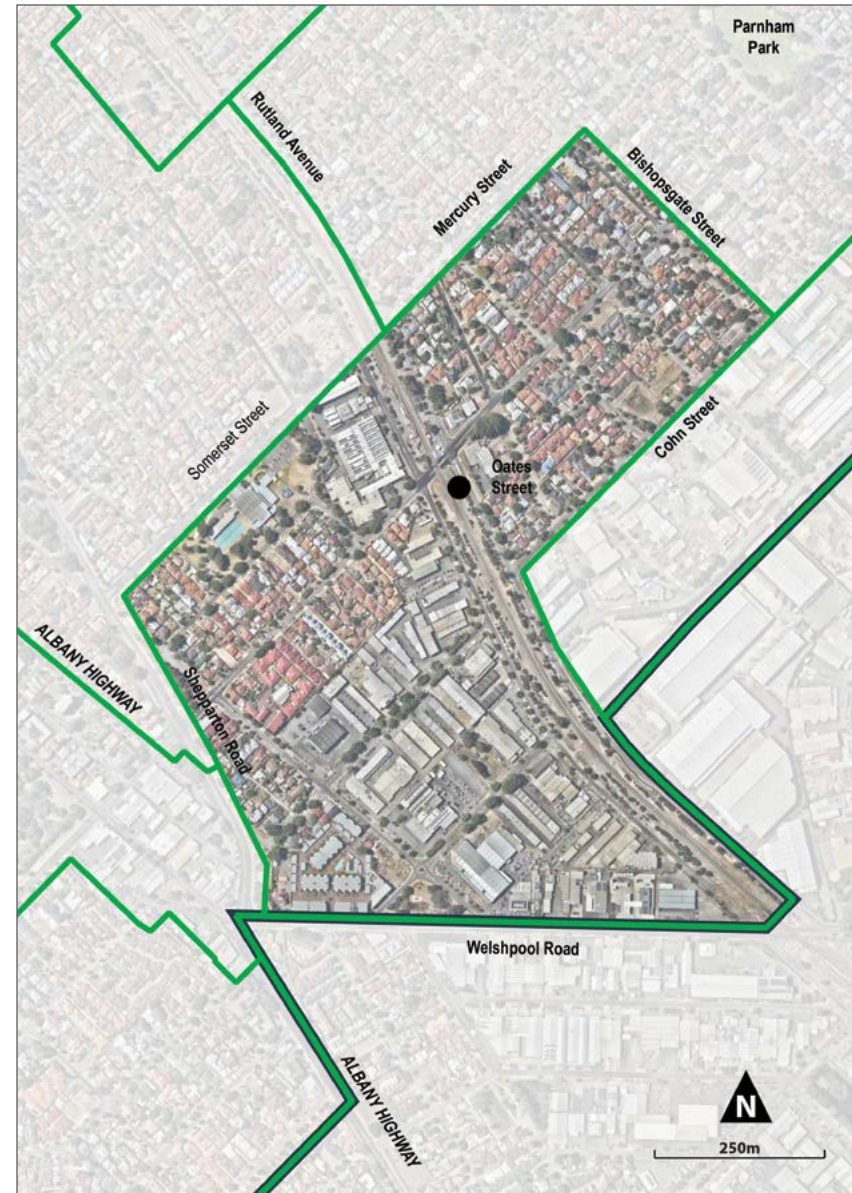 Parnham
Park
Rutland Avenue
Mercury Street
Bishopsgate Street
Somerset Street
Cohn Street
Oates
Street
ALBANY HIGHWAY
Shepparton Road
Welshpool Road
ALBANY HIGHWAY
N
250m